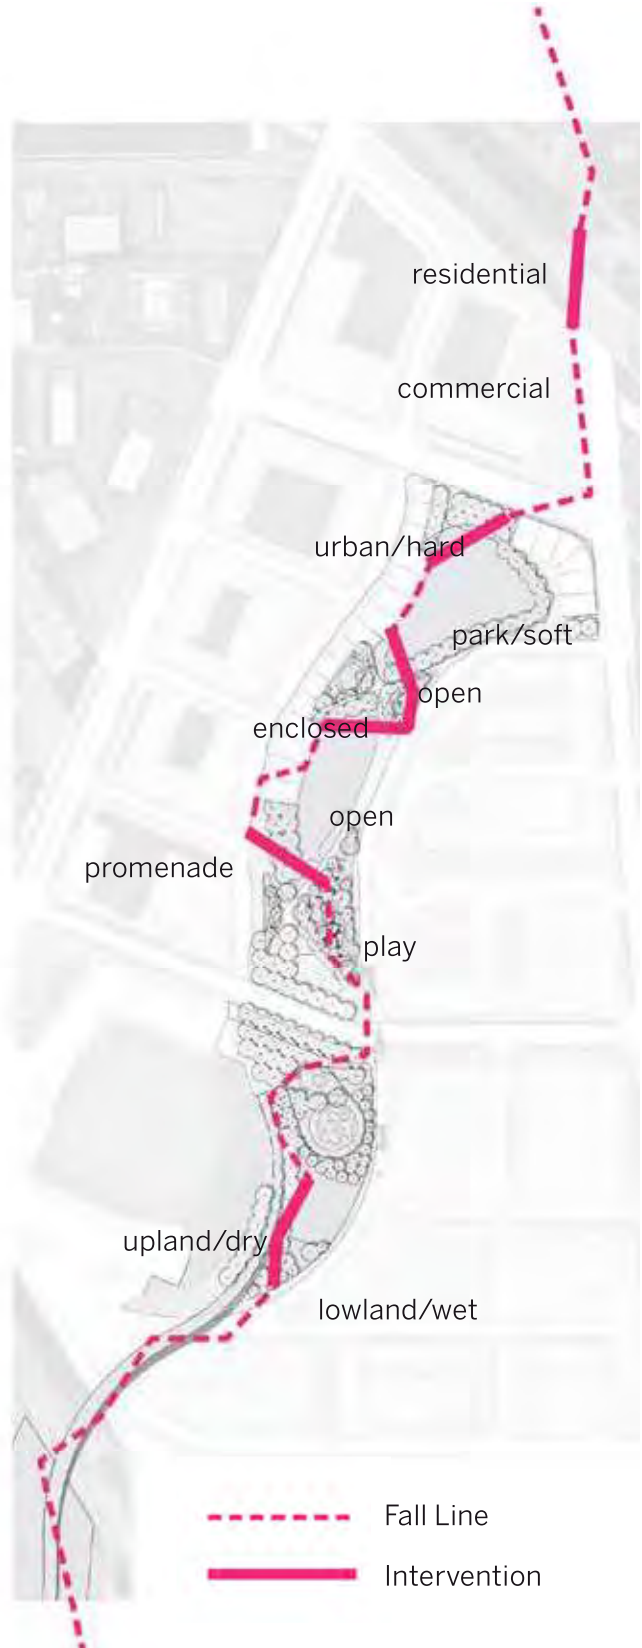 residential
commercial
urban/hard
park/soft
open
enclosed
open
promenade
play
upland/dry
lowland/wet
Fall Line
Intervention